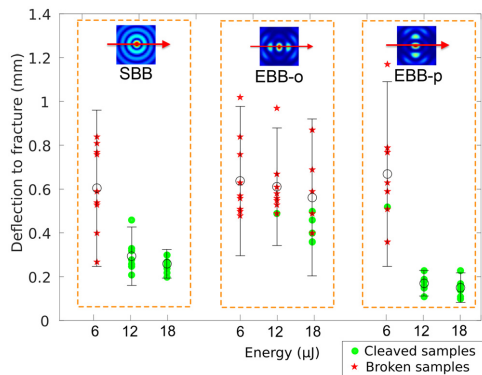 1.4
1.2
1
0.8
0.6
0.4
0.2
0
Deflection to fracture (mm)
SBB
EBB-o
EBB-p
6 12 18 6 12 18 6 12 18
Energy (µJ)
Cleaved samples
Broken samples